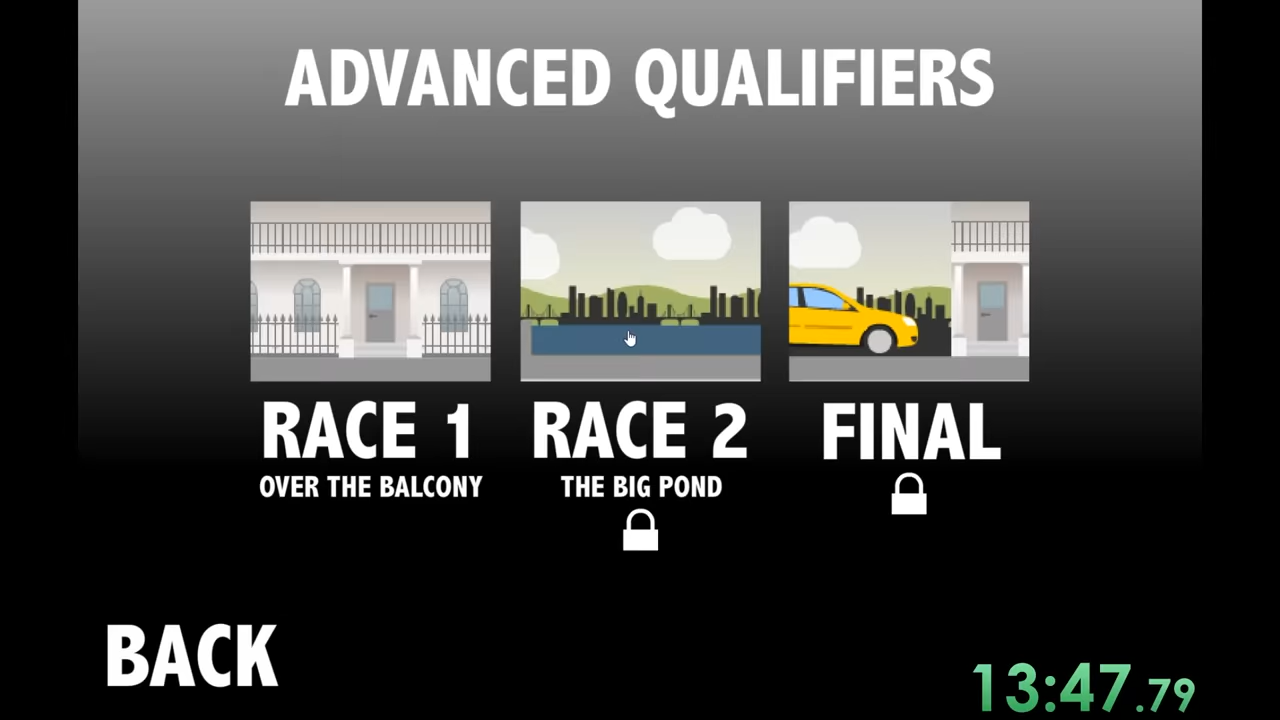 ADVANCED QUALIFIERS
RACE 1
OVER THE BALCONY
RACE 2
THE BIG POND
FINAL
BACK
13:47.79